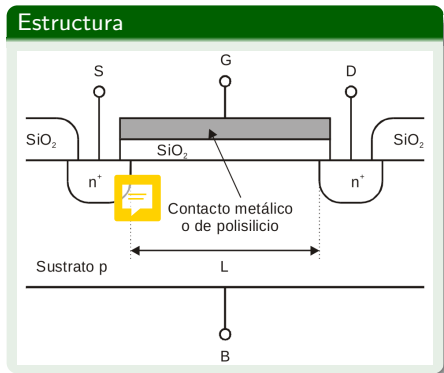 Estructura
G
S
D
SiO₂
SiO₂
SiO₂
n⁺
n⁺
Contacto metálico
o de polisilicio
Sustrato p
L
B